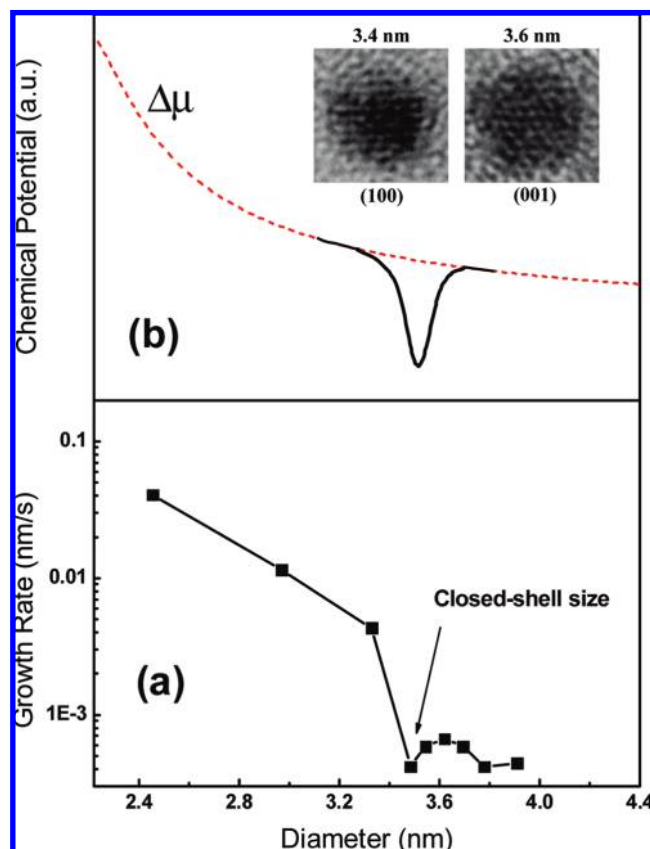 3.4 nm 3.6 nm
Δμ
(100) (001)
Chemical Potential (a.u.)
(b)
0.1
0.01
1E-3
Growth Rate (nm/s)
Closed-shell size
(a)
2.4 2.8 3.2 3.6 4.0 4.4
Diameter (nm)